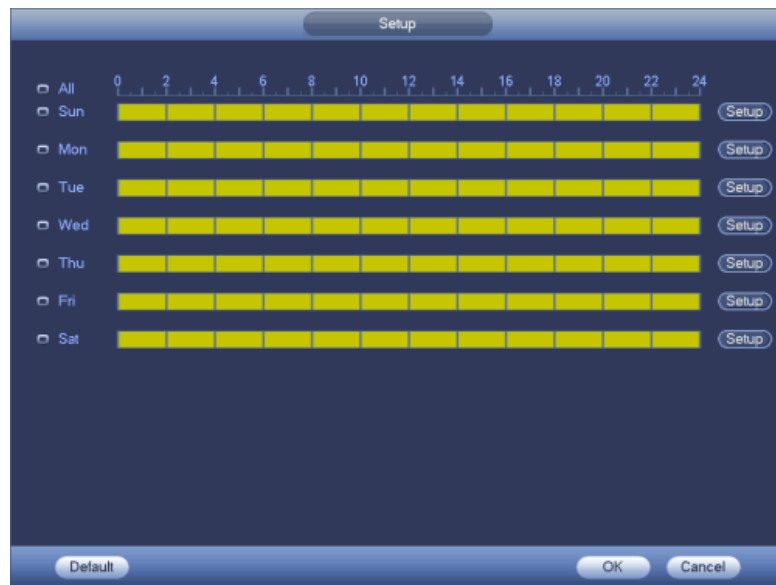 Setup
All 0 2 4 6 8 10 12 14 16 18 20 22 24
Sun Setup
Mon Setup
Tue Setup
Wed Setup
Thu Setup
Fri Setup
Sat Setup
Default OK Cancel